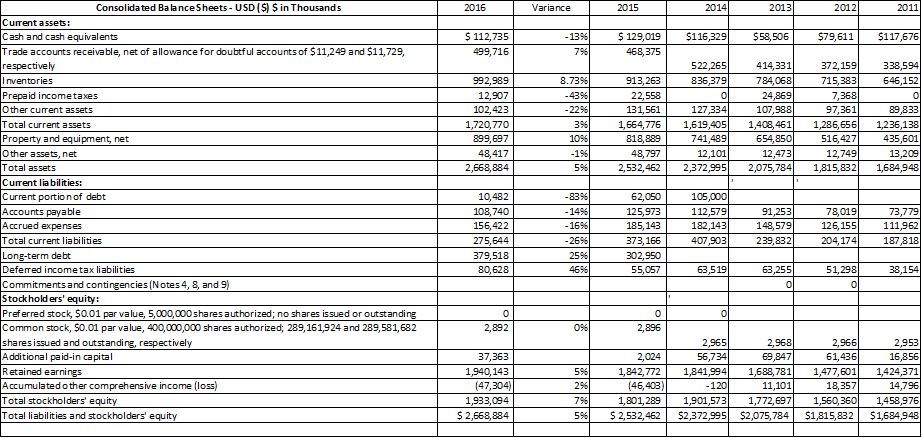 Consolidated Balance Sheets - USD ($) $ in Thousands 2016 Variance 2015 2014 2013 2012 2011
Current assets:
Cash and cash equivalents $ 112,735 -13% $ 129,019 $116,329 $58,506 $79,611 $117,676
Trade accounts receivable, net of allowance for doubtful accounts of $11,249 and $11,729, 499,716 7% 468,375
respectively 522,265 414,331 372,159 338,594
Inventories 992,989 8.73% 913,263 836,379 784,068 715,383 646,152
Prepaid income taxes 12,907 -43% 22,558 0 24,869 7,368 0
Other current assets 102,423 -22% 131,561 127,334 107,988 97,361 89,833
Total current assets 1,720,770 3% 1,664,776 1,619,405 1,408,461 1,286,656 1,236,138
Property and equipment, net 899,697 10% 818,889 741,489 654,850 516,427 435,601
Other assets, net 48,417 -1% 48,797 12,101 12,473 12,749 13,209
Total assets 2,668,884 5% 2,532,462 2,372,995 2,075,784 1,815,832 1,684,948
Current liabilities:
Current portion of debt 10,482 -83% 62,050 105,000
Accounts payable 108,740 -14% 125,973 112,579 91,253 78,019 73,779
Accrued expenses 156,422 -16% 185,143 182,143 148,579 126,155 111,962
Total current liabilities 275,644 -26% 373,166 407,903 239,832 204,174 187,818
Long-term debt 379,518 25% 302,950
Deferred income tax liabilities 80,628 46% 55,057 63,519 63,255 51,298 38,154
Commitments and contingencies (Notes 4, 8, and 9) 0 0
Stockholders' equity:
Preferred stock, $0.01 par value, 5,000,000 shares authorized; no shares issued or outstanding 0 0 0
Common stock, $0.01 par value, 400,000,000 shares authorized; 289,161,924 and 289,581,682 2,892 0% 2,896
shares issued and outstanding, respectively 2,965 2,968 2,966 2,953
Additional paid-in capital 37,363 2,024 56,734 69,847 61,436 16,856
Retained earnings 1,940,143 5% 1,842,772 1,841,994 1,688,781 1,477,601 1,424,371
Accumulated other comprehensive income (loss) (47,304) 2% (46,403) -120 11,101 18,357 14,796
Total stockholders' equity 1,933,094 7% 1,801,289 1,901,573 1,772,697 1,560,360 1,458,976
Total liabilities and stockholders' equity $ 2,668,884 5% $ 2,532,462 $2,372,995 $2,075,784 $1,815,832 $1,684,948